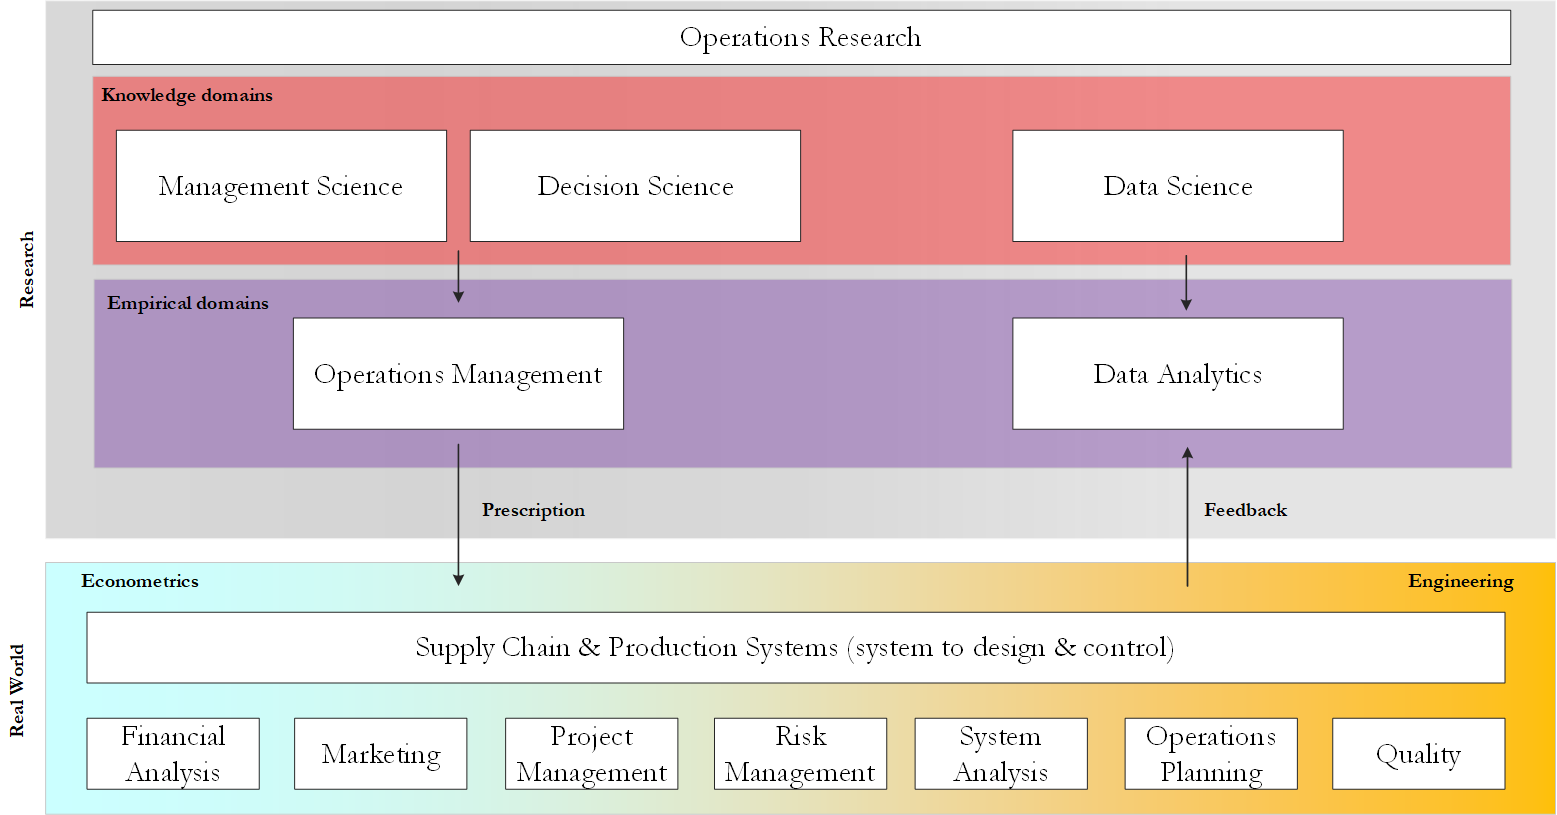 Operations Research
Knowledge domains
Management Science
Decision Science
Data Science
Research
Empirical domains
Operations Management
Data Analytics
Prescription
Feedback
Econometrics
Engineering
Real World
Supply Chain & Production Systems (system to design & control)
Financial
Analysis
Marketing
Project
Management
Risk
Management
System
Analysis
Operations
Planning
Quality